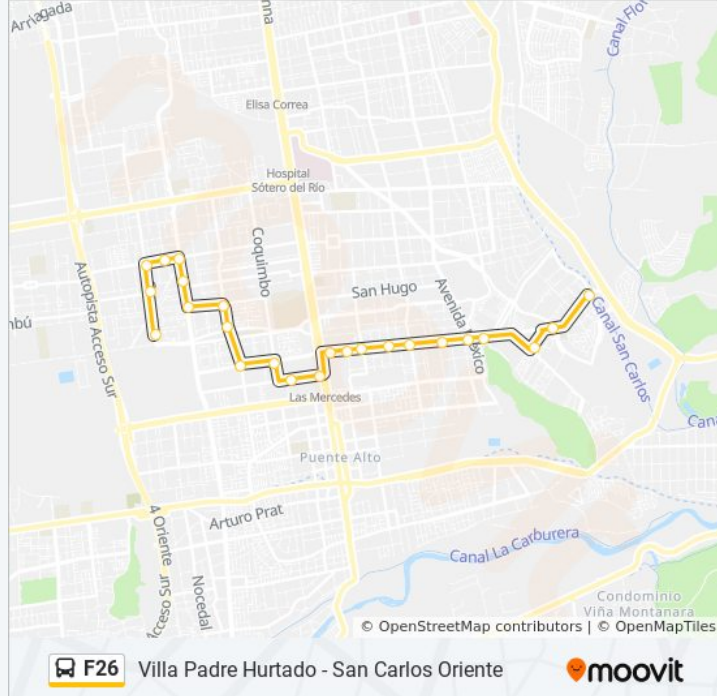 Arriagada
nna
Canal Flo
Elisa Correa
Hospital
Sótero del Río
Coquimbo
San Hugo
Avenida México
Autopista Acceso Sur
nbú
Canal San Carlos
Las Mercedes
Cana
Puente Alto
Arturo Prat
4 Oriente
Acceso Sur
Nocedal
Canal La Carburera
Condominio
Viña Montanara
© OpenStreetMap contributors | © OpenMapTiles
F26 Villa Padre Hurtado - San Carlos Oriente moovit